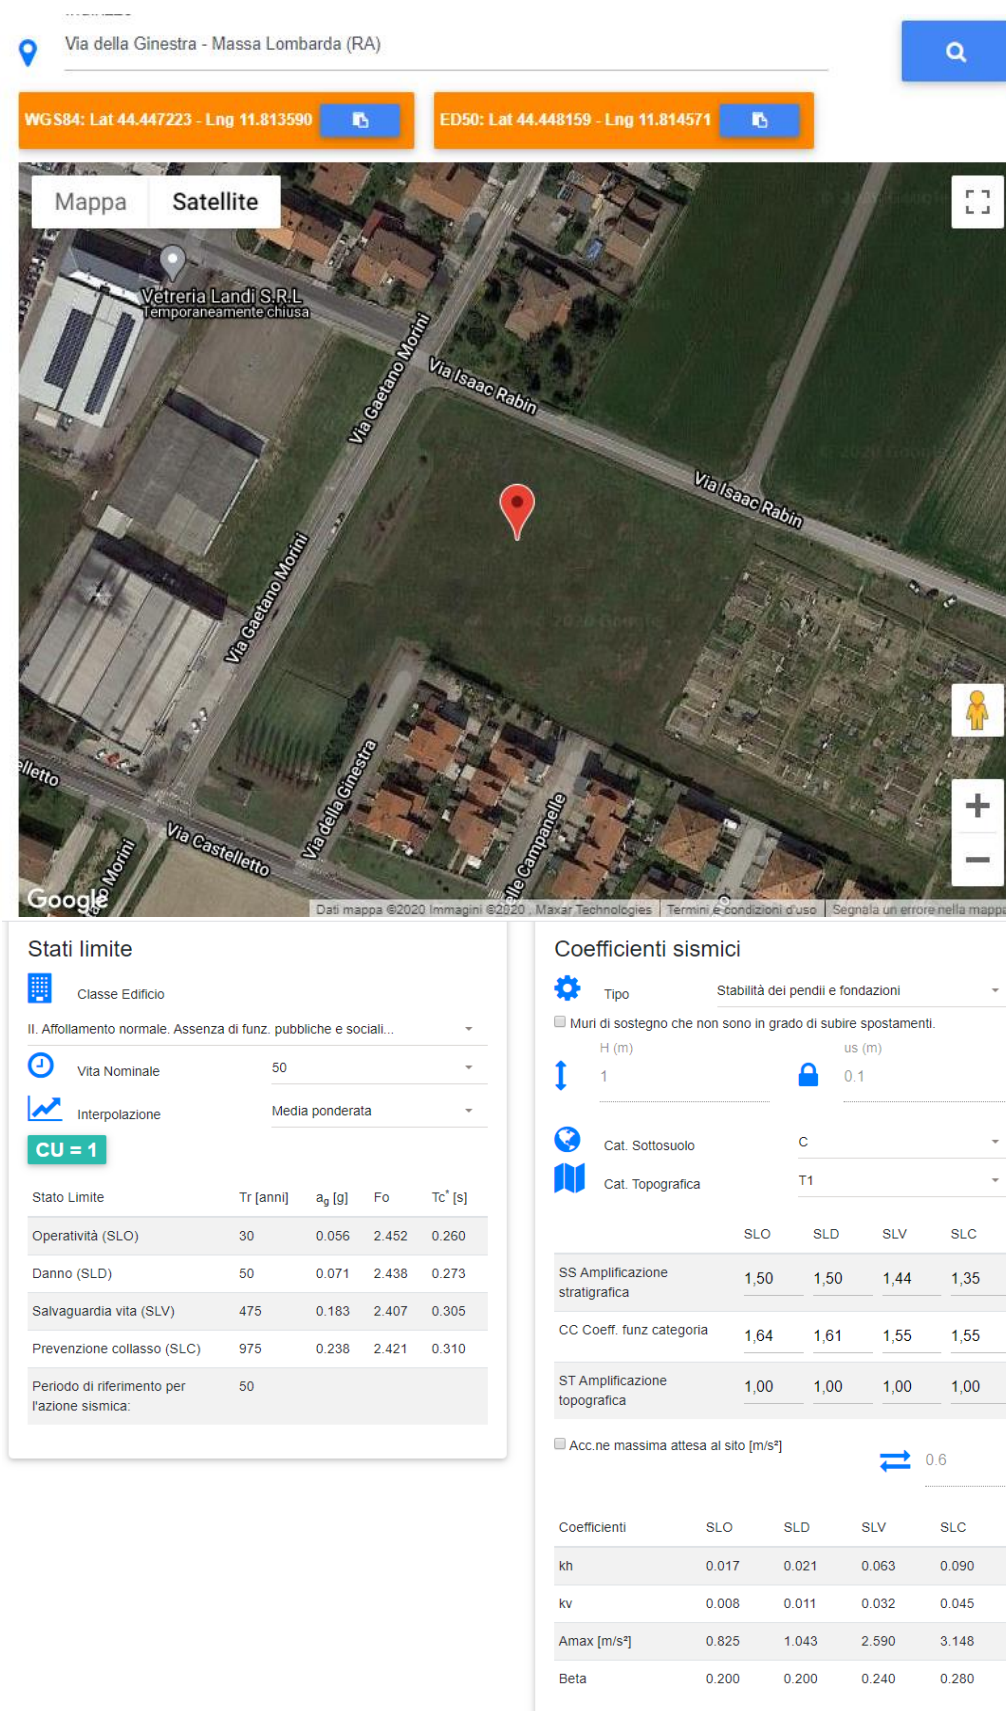 Via della Ginestra - Massa Lombarda (RA)
WGS84: Lat 44.447223 - Lng 11.813590
ED50: Lat 44.448159 - Lng 11.814571
Mappa
Satellite
Vetreria Landi S.R.L
Temporaneamente chiusa
Via Gaetano Morini
Via Isaac Rabin
Via Isaac Rabin
Via Gaetano Morini
Via della Ginestra
elle Campanelle
elletto
Via Castelletto
o Morini
Google
Dati mappa ©2020 Immagini ©2020 , Maxar Technologies
Termini e condizioni d'uso
Segnala un errore nella mappa
Stati limite
Classe Edificio
II. Affollamento normale. Assenza di funz. pubbliche e sociali...
Vita Nominale 50
Interpolazione Media ponderata
CU = 1
Stato Limite Tr [anni] ag [g] Fo Tc* [s]
Operatività (SLO) 30 0.056 2.452 0.260
Danno (SLD) 50 0.071 2.438 0.273
Salvaguardia vita (SLV) 475 0.183 2.407 0.305
Prevenzione collasso (SLC) 975 0.238 2.421 0.310
Periodo di riferimento per 50
l'azione sismica:
Coefficienti sismici
Tipo Stabilità dei pendii e fondazioni
Muri di sostegno che non sono in grado di subire spostamenti.
H (m) us (m)
1 0.1
Cat. Sottosuolo C
Cat. Topografica T1
SLO SLD SLV SLC
SS Amplificazione 1,50 1,50 1,44 1,35
stratigrafica
CC Coeff. funz categoria 1,64 1,61 1,55 1,55
ST Amplificazione 1,00 1,00 1,00 1,00
topografica
Acc.ne massima attesa al sito [m/s²]
0.6
Coefficienti SLO SLD SLV SLC
kh 0.017 0.021 0.063 0.090
kv 0.008 0.011 0.032 0.045
Amax [m/s²] 0.825 1.043 2.590 3.148
Beta 0.200 0.200 0.240 0.280